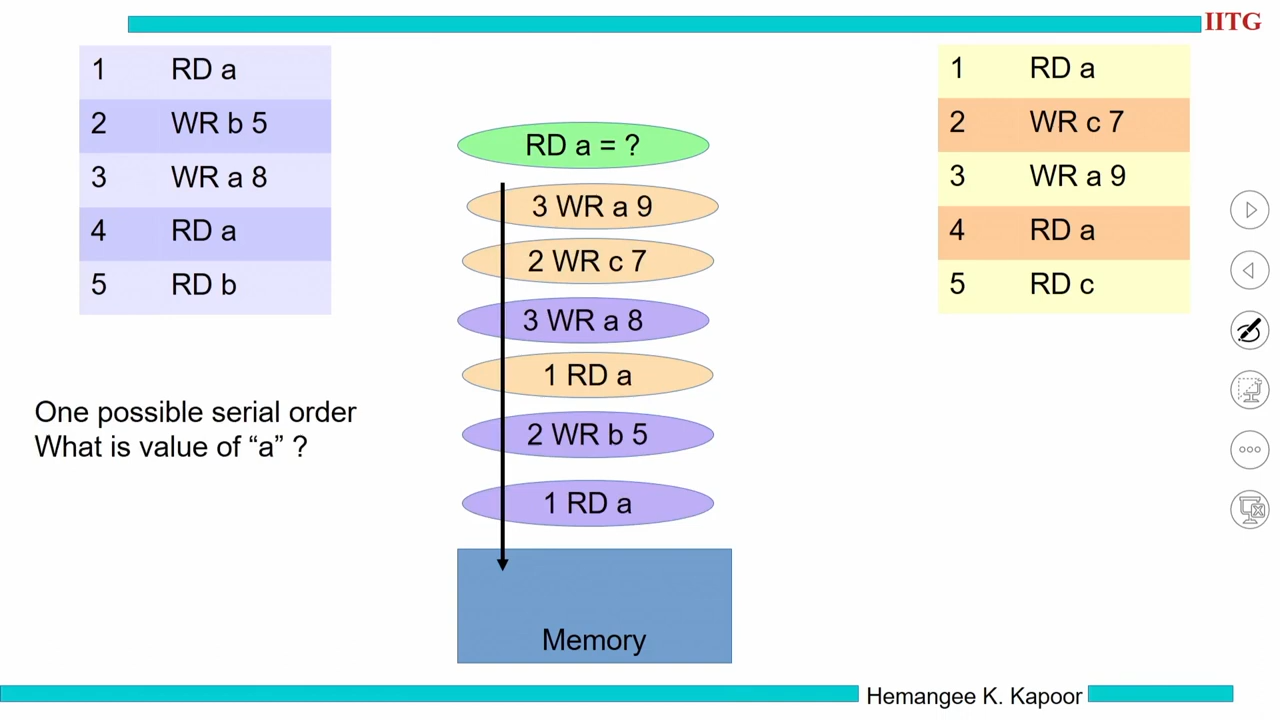 IITG
1 RD a
2 WR b 5
3 WR a 8
4 RD a
5 RD b
RD a = ?
3 WR a 9
2 WR c 7
3 WR a 8
1 RD a
2 WR b 5
1 RD a
Memory
1 RD a
2 WR c 7
3 WR a 9
4 RD a
5 RD c
One possible serial order
What is value of “a” ?
Hemangee K. Kapoor